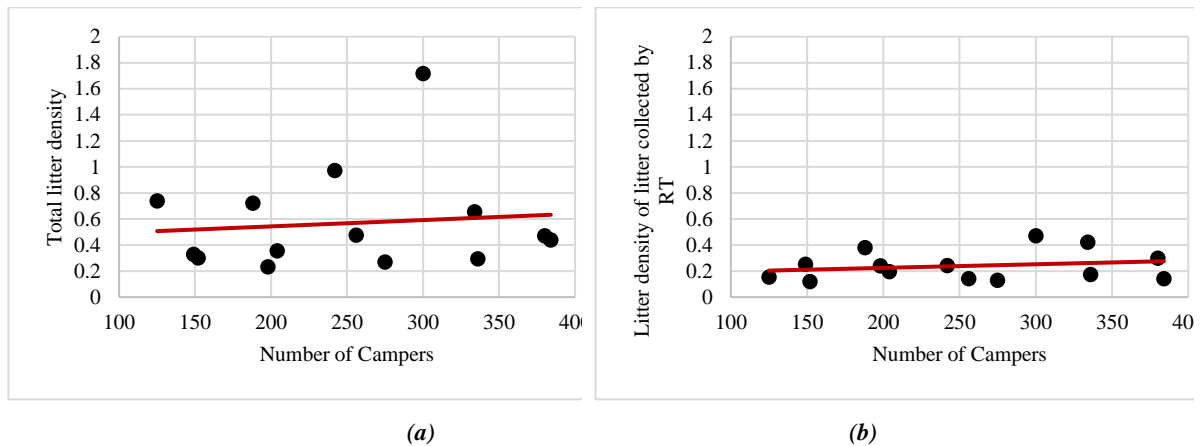 2
1.8
1.6
1.4
1.2
1
0.8
0.6
0.4
0.2
0
100 150 200 250 300 350 400
Total litter density
Number of Campers
(a)
2
1.8
1.6
1.4
1.2
1
0.8
0.6
0.4
0.2
0
100 150 200 250 300 350 40
Litter density of litter collected by
RT
Number of Campers
(b)